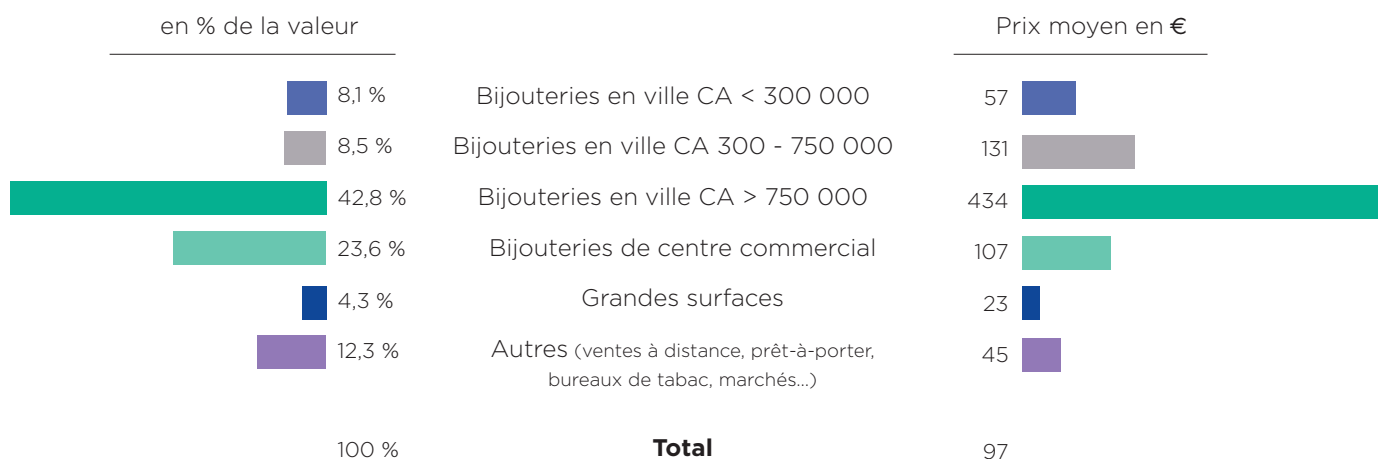 en % de la valeur Prix moyen en €
8,1 % Bijouteries en ville CA < 300 000 57
8,5 % Bijouteries en ville CA 300 - 750 000 131
42,8 % Bijouteries en ville CA > 750 000 434
23,6 % Bijouteries de centre commercial 107
4,3 % Grandes surfaces 23
12,3 % Autres (ventes à distance, prêt-à-porter, 45
bureaux de tabac, marchés...)
100 % Total 97